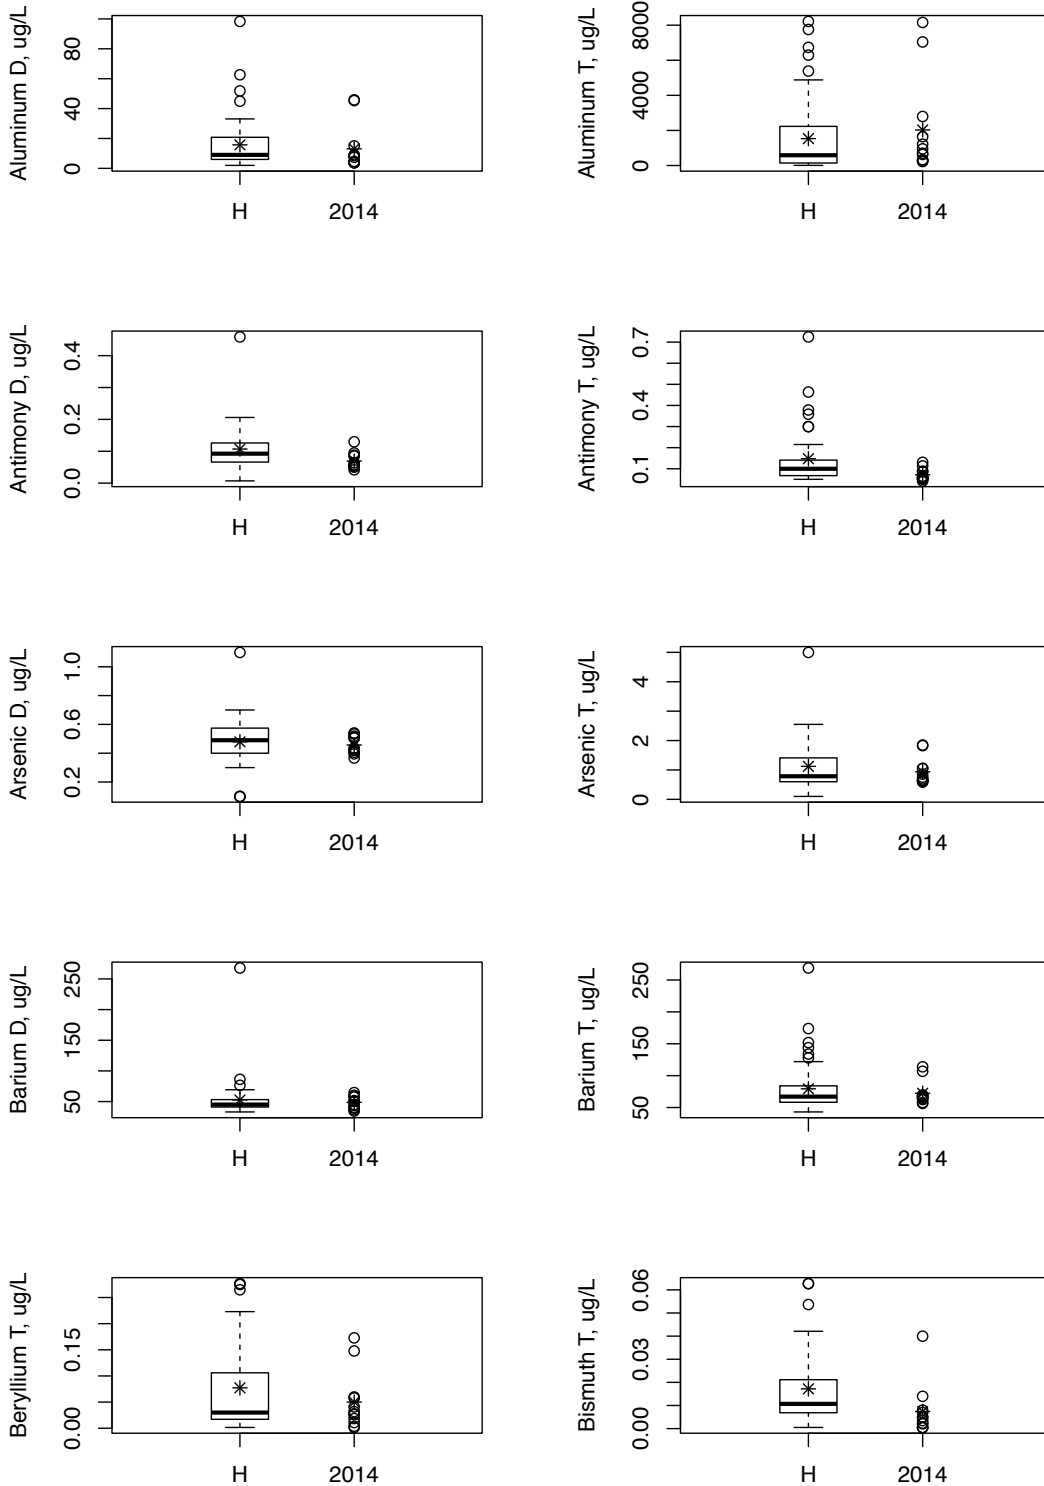 Aluminum D, ug/L
0 40 80
H 2014
Aluminum T, ug/L
0 4000 8000
H 2014
Antimony D, ug/L
0.0 0.2 0.4
H 2014
Antimony T, ug/L
0.1 0.4 0.7
H 2014
Arsenic D, ug/L
0.2 0.6 1.0
H 2014
Arsenic T, ug/L
0 2 4
H 2014
Barium D, ug/L
50 150 250
H 2014
Barium T, ug/L
50 150 250
H 2014
Beryllium T, ug/L
0.00 0.15
H 2014
Bismuth T, ug/L
0.00 0.03 0.06
H 2014